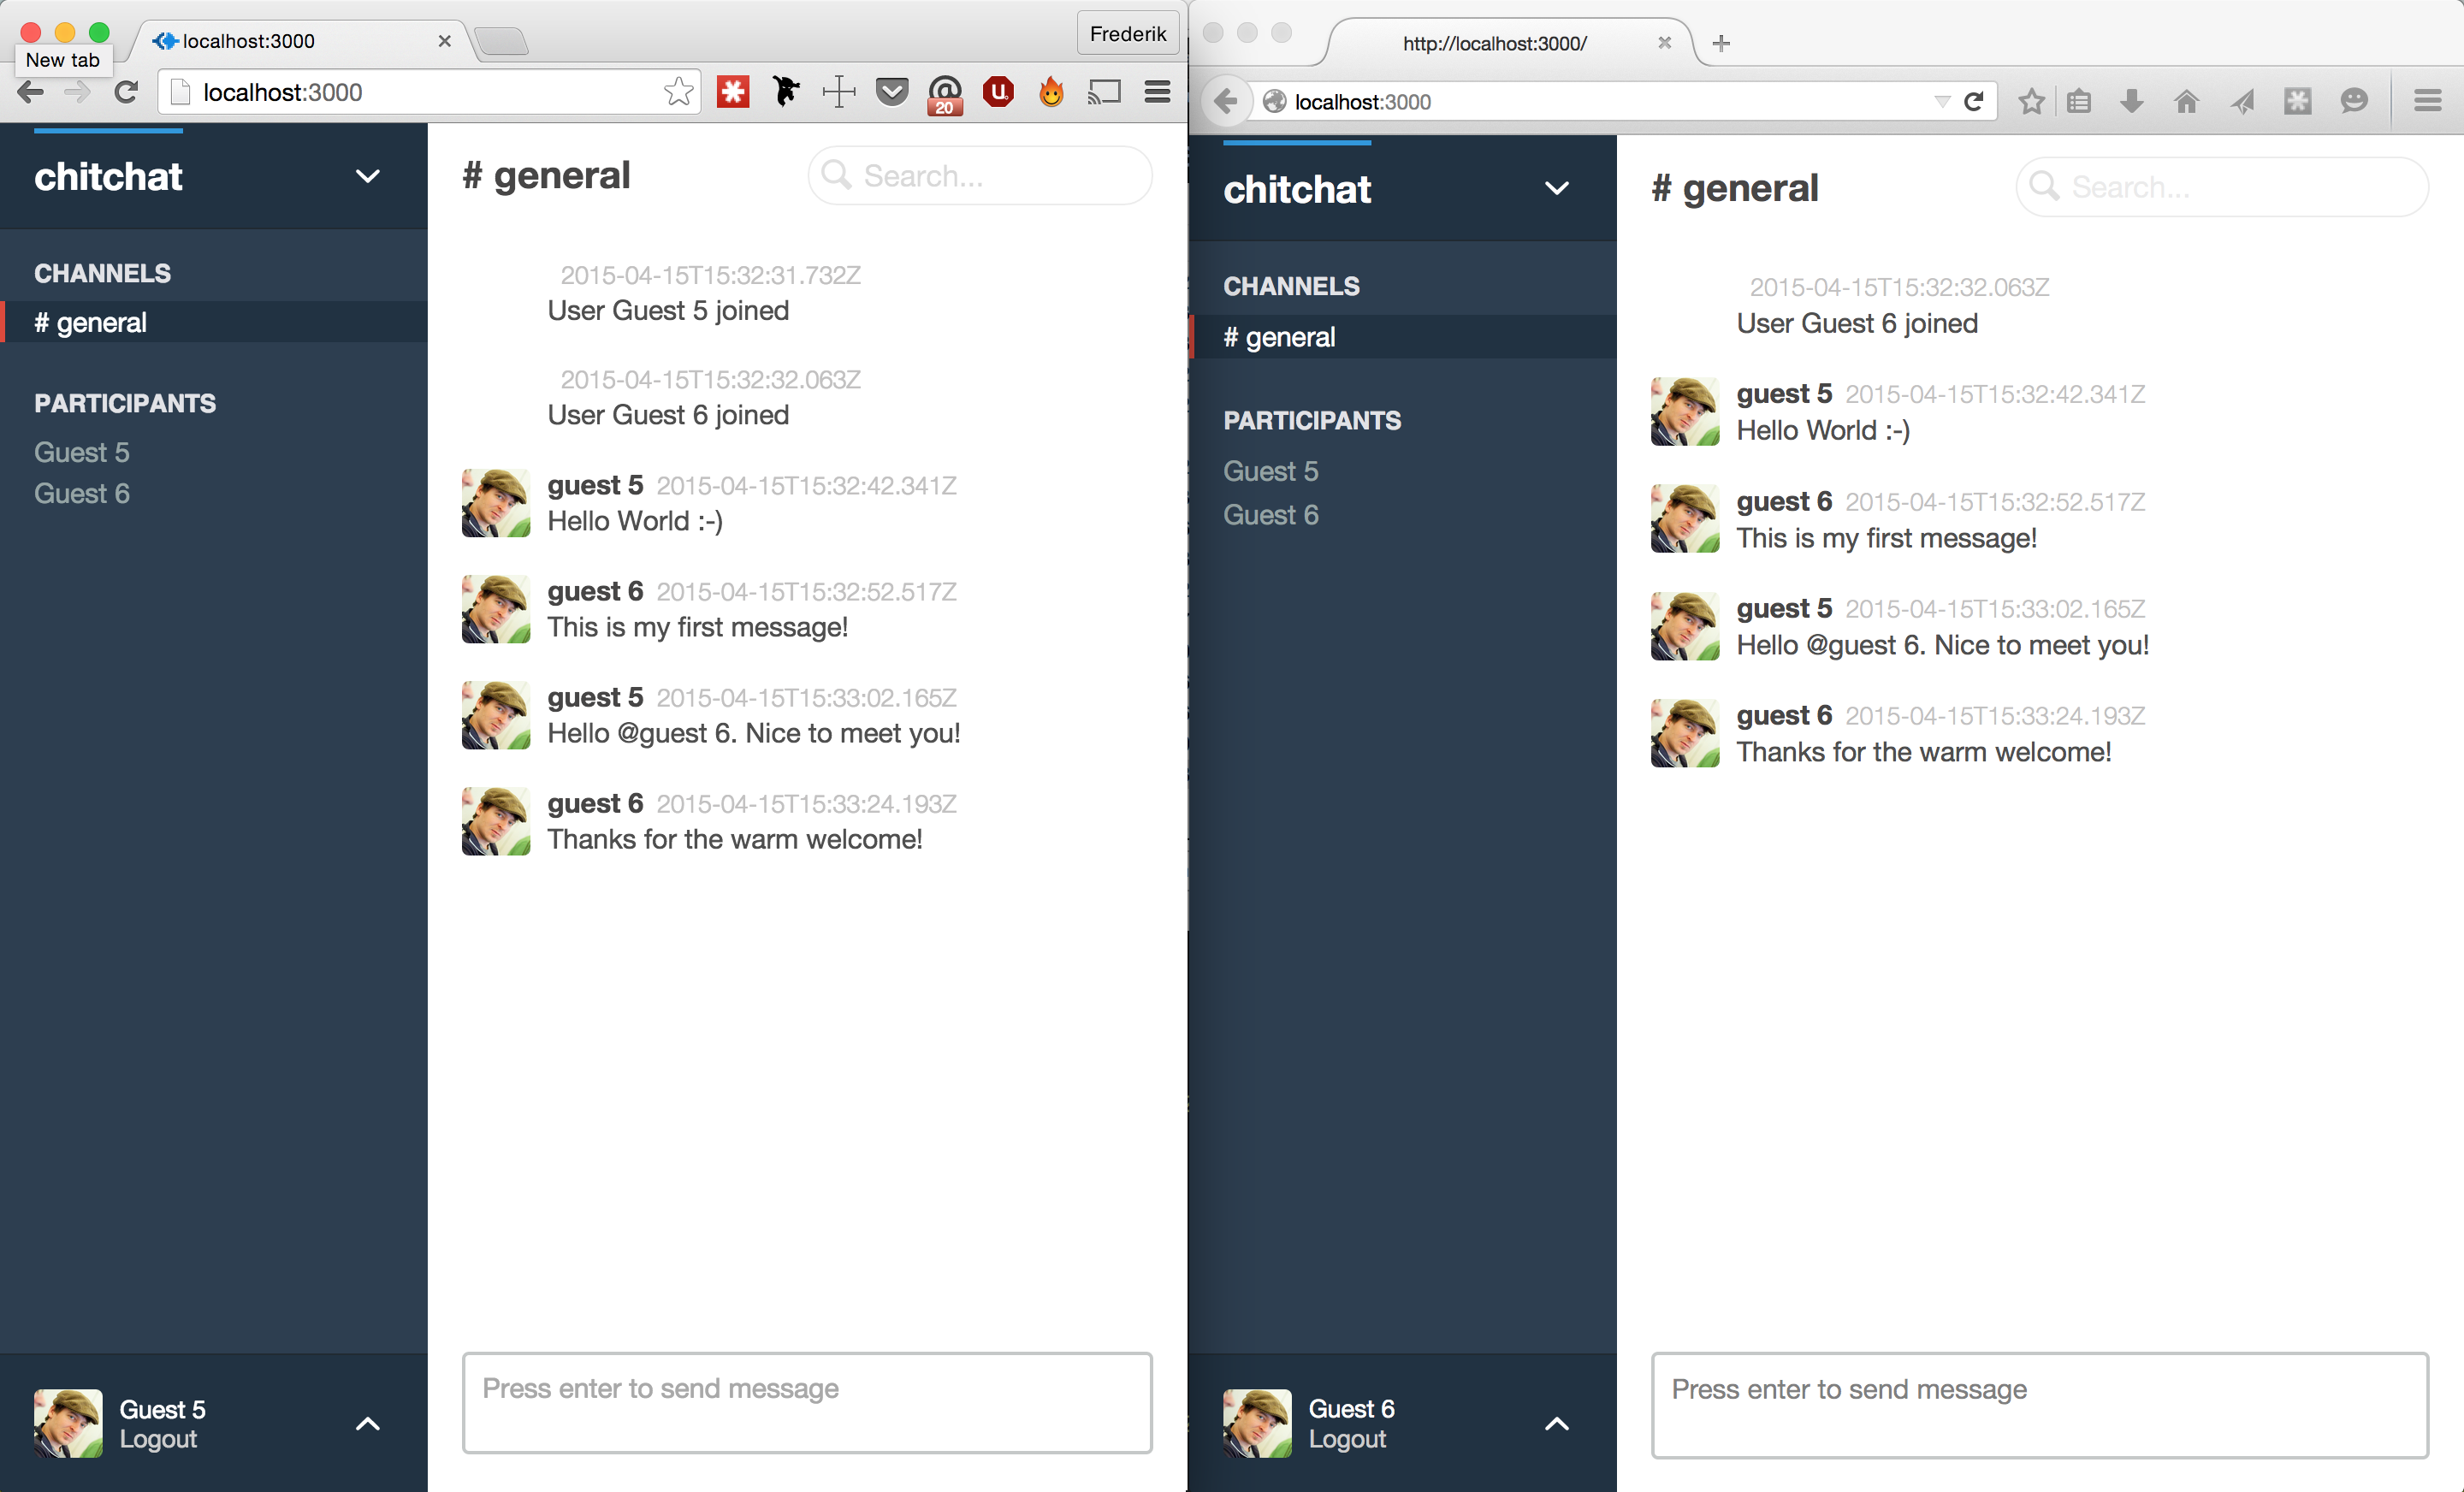 localhost:3000
Frederik
New tab
localhost:3000
20
chitchat
# general
Search...
CHANNELS
# general
PARTICIPANTS
Guest 5
Guest 6
2015-04-15T15:32:31.732Z
User Guest 5 joined
2015-04-15T15:32:32.063Z
User Guest 6 joined
guest 5 2015-04-15T15:32:42.341Z
Hello World :-)
guest 6 2015-04-15T15:32:52.517Z
This is my first message!
guest 5 2015-04-15T15:33:02.165Z
Hello @guest 6. Nice to meet you!
guest 6 2015-04-15T15:33:24.193Z
Thanks for the warm welcome!
Press enter to send message
Guest 5
Logout
http://localhost:3000/
localhost:3000
chitchat
# general
Search...
CHANNELS
# general
PARTICIPANTS
Guest 5
Guest 6
2015-04-15T15:32:32.063Z
User Guest 6 joined
guest 5 2015-04-15T15:32:42.341Z
Hello World :-)
guest 6 2015-04-15T15:32:52.517Z
This is my first message!
guest 5 2015-04-15T15:33:02.165Z
Hello @guest 6. Nice to meet you!
guest 6 2015-04-15T15:33:24.193Z
Thanks for the warm welcome!
Press enter to send message
Guest 6
Logout